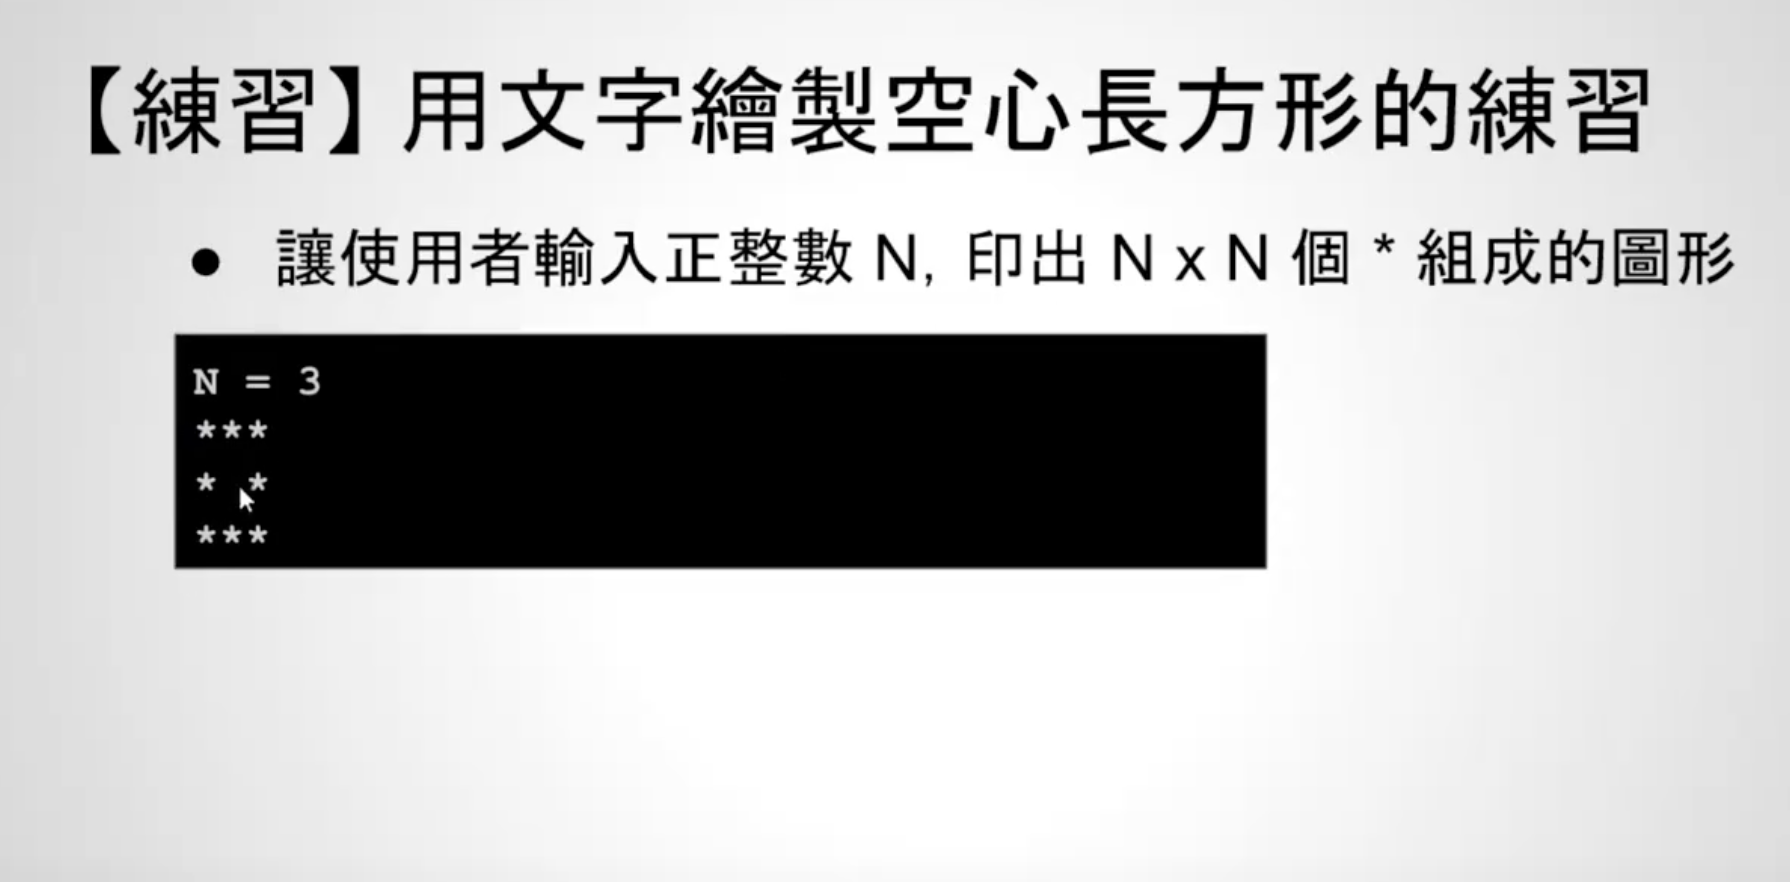 【練習】用文字繪製空心長方形的練習
● 讓使用者輸入正整數 N, 印出 N x N 個 * 組成的圖形
N = 3
***
* *
***